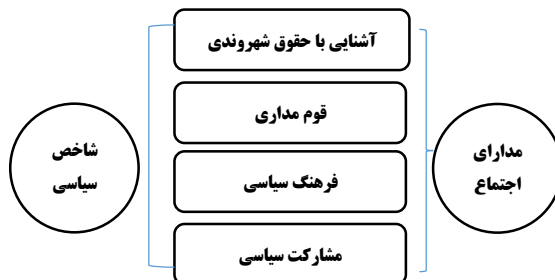 آشنایی با حقوق شهروندی
قوم مداری
فرهنگ سیاسی
مشارکت سیاسی
مدارای
اجتماع
شاخص
سیاسی